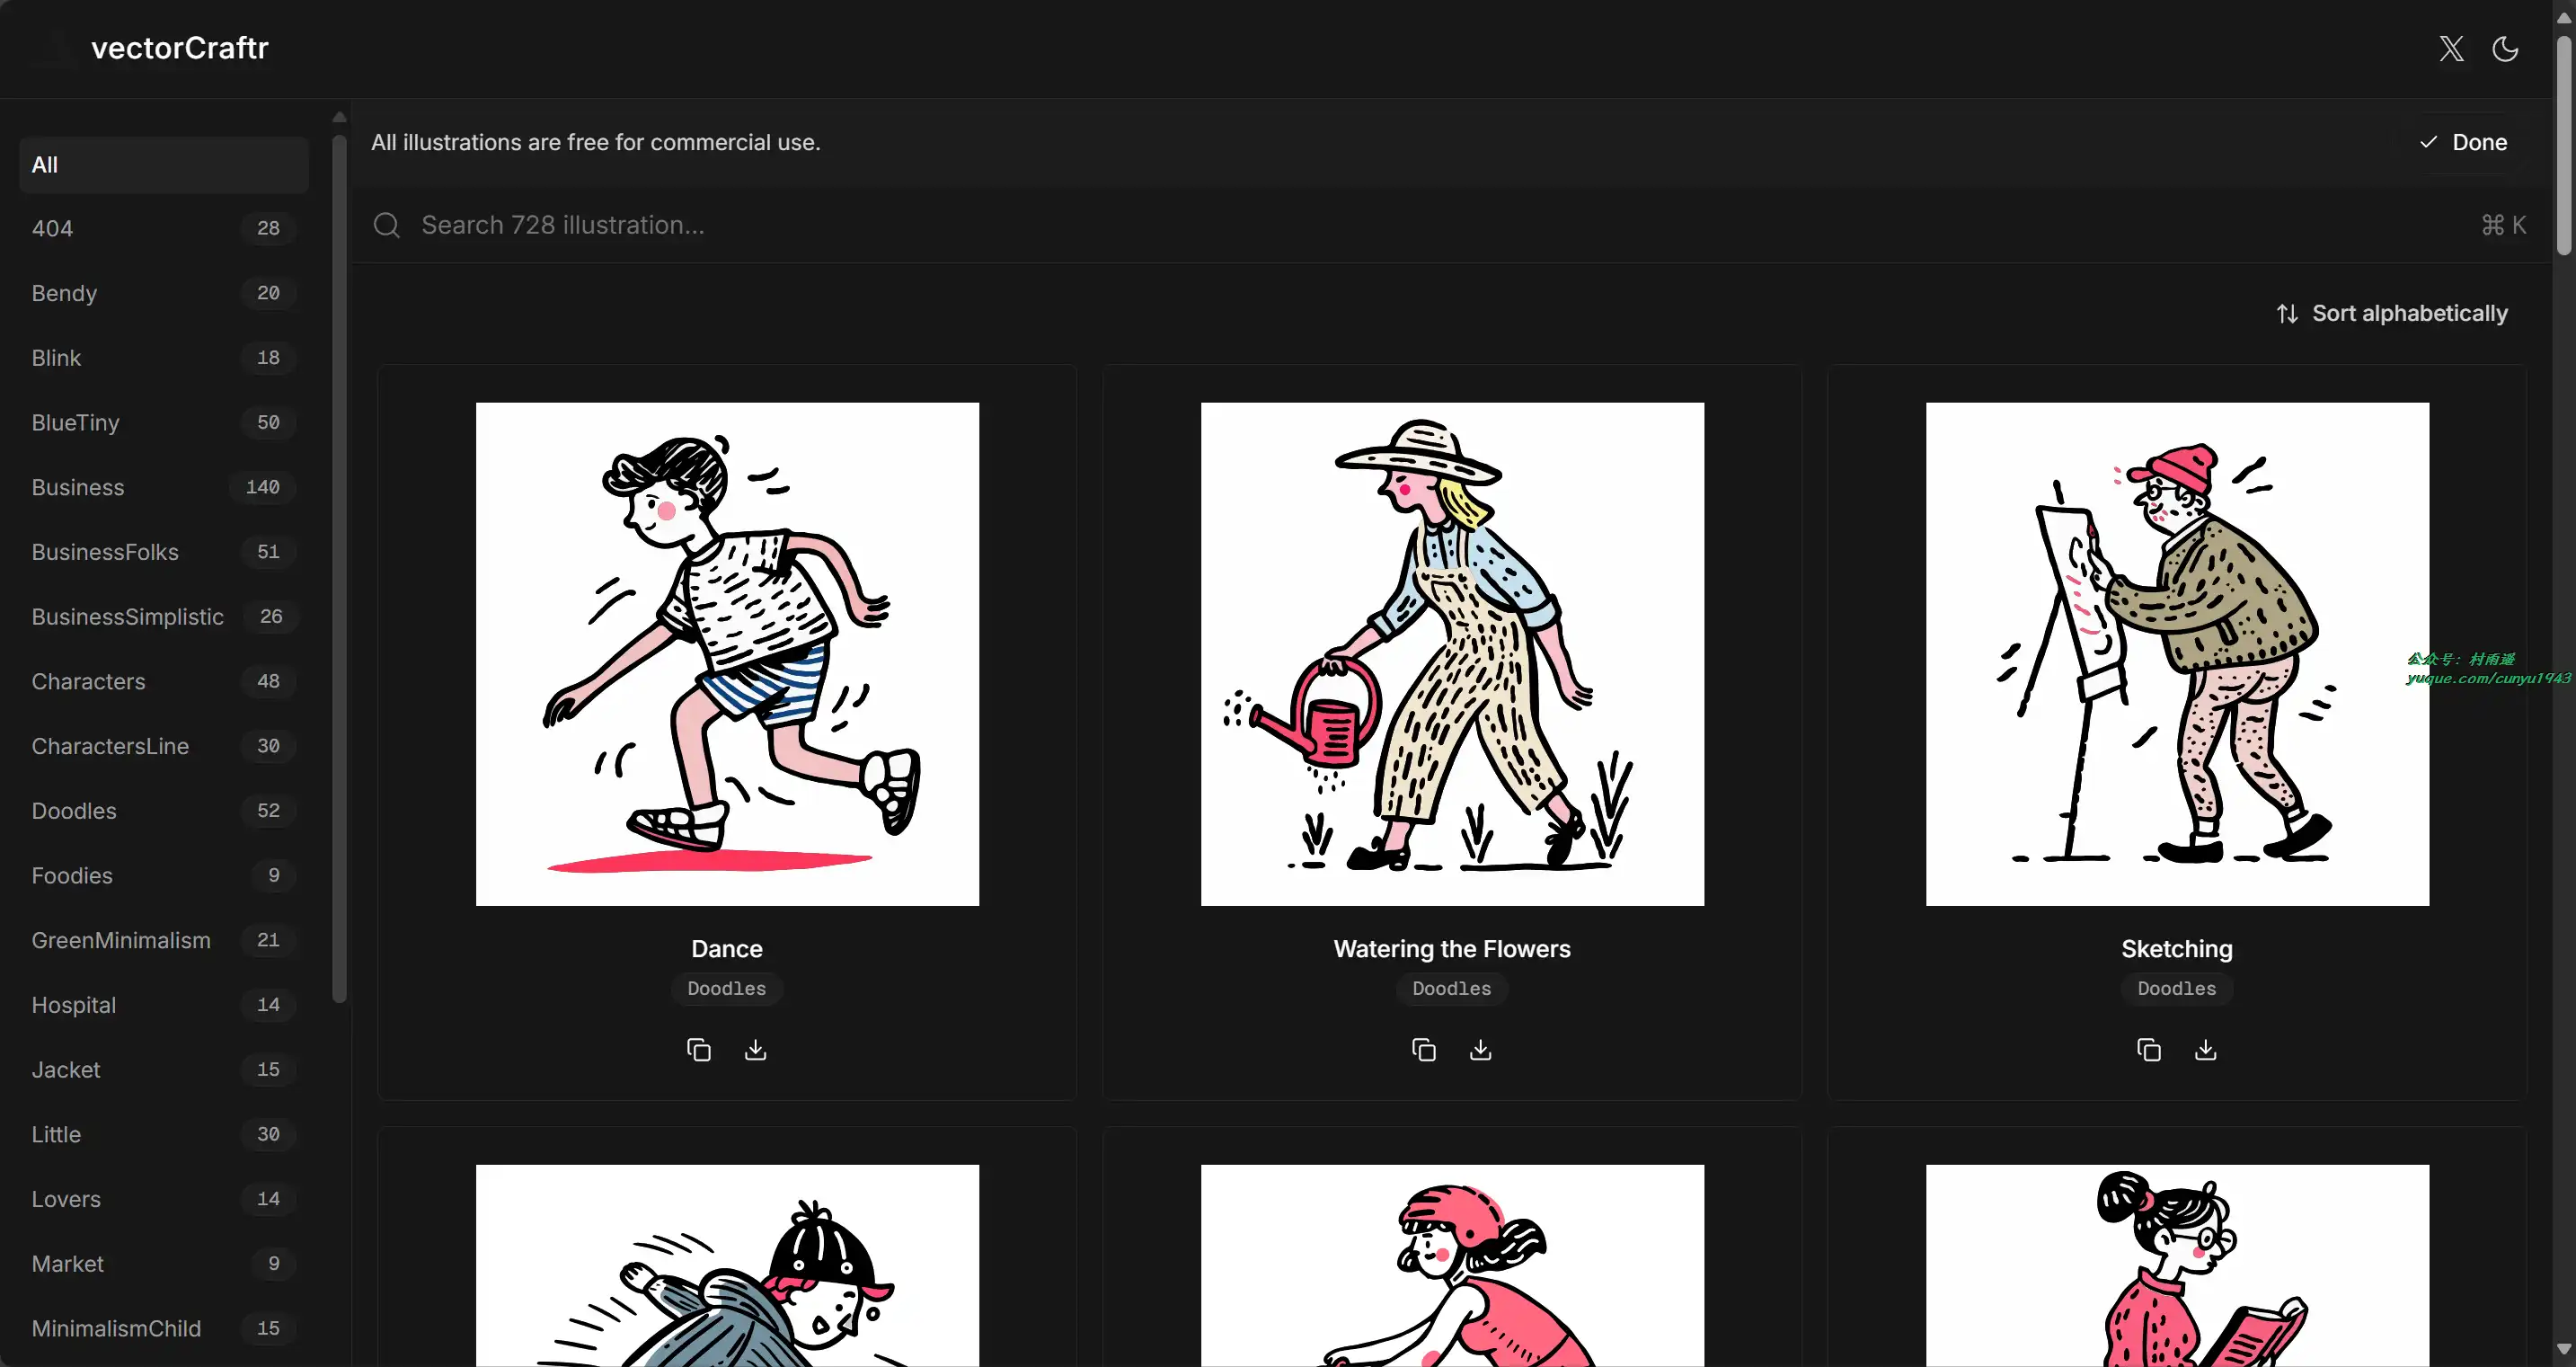 vectorCraftr
All illustrations are free for commercial use.
Done
Search 728 illustration...
⌘ K
Sort alphabetically
All
404 28
Bendy 20
Blink 18
BlueTiny 50
Business 140
BusinessFolks 51
BusinessSimplistic 26
Characters 48
CharactersLine 30
Doodles 52
Foodies 9
GreenMinimalism 21
Hospital 14
Jacket 15
Little 30
Lovers 14
Market 9
MinimalismChild 15
Dance
Doodles
Watering the Flowers
Doodles
Sketching
Doodles
公众号：村雨遥
yuque.com/cunyu1943